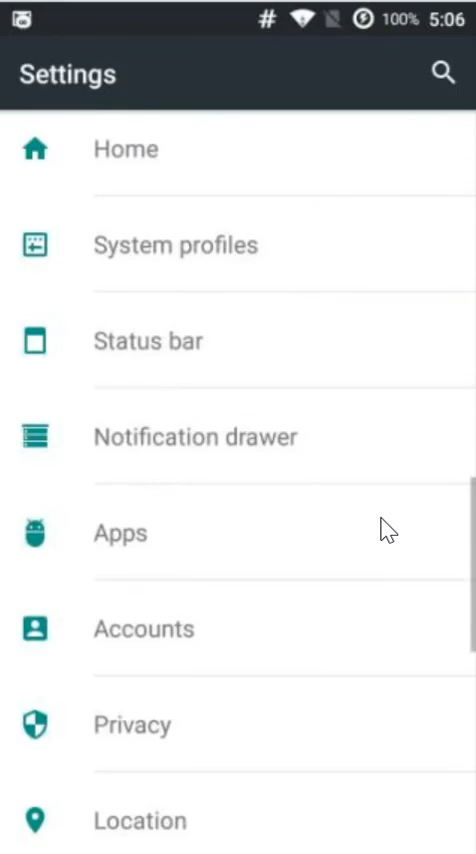 # 100% 5:06
Settings
Home
System profiles
Status bar
Notification drawer
Apps
Accounts
Privacy
Location